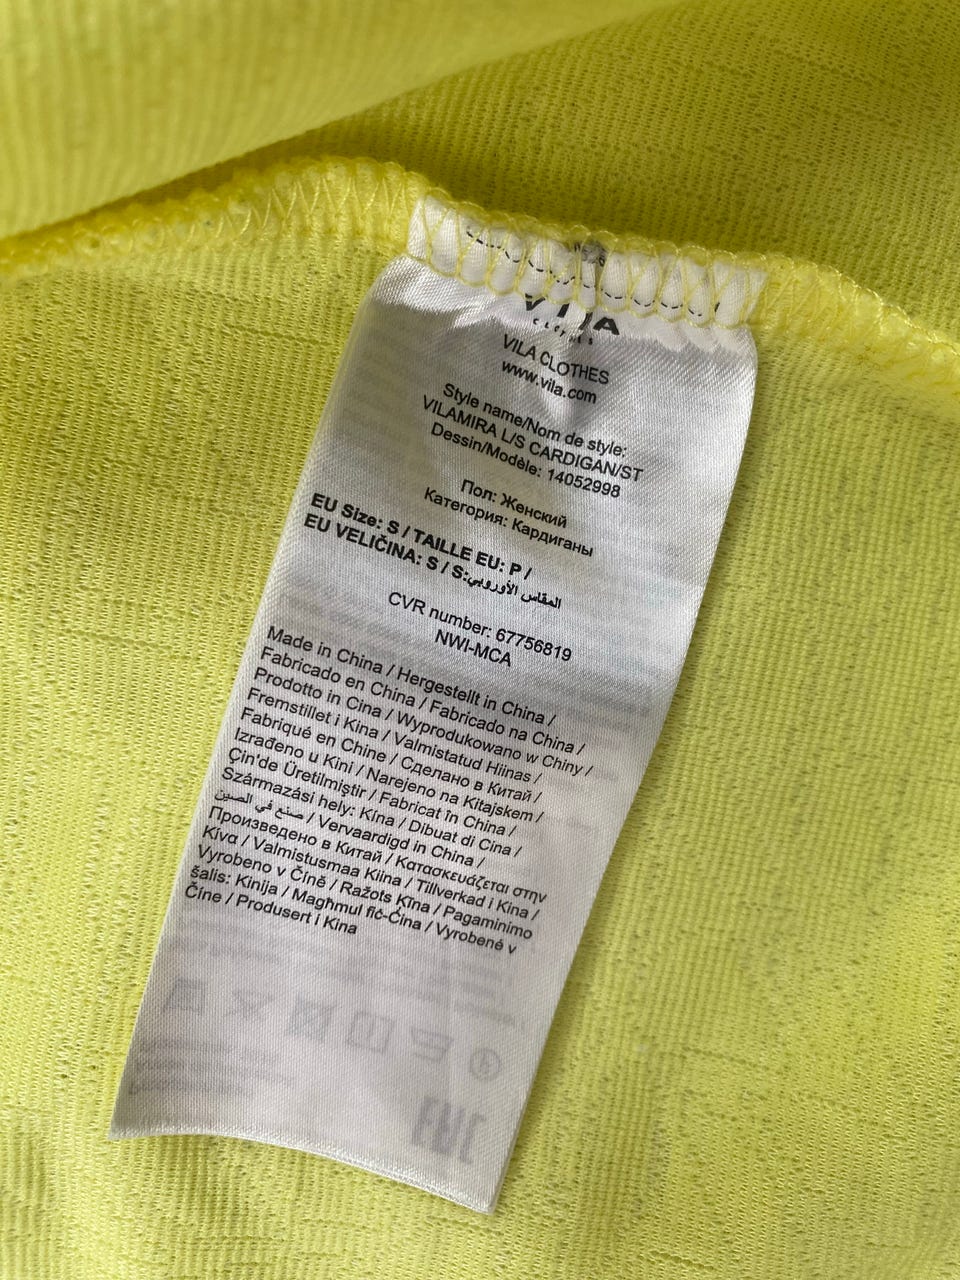 VILA
CLOTHES
VILA CLOTHES
www.vila.com
Style name/Nom de style:
VILAMIRA L/S CARDIGAN/ST
Dessin/Modèle: 14052998
Пол: Женский
Категория: Кардиганы
EU Size: S / TAILLE EU: P /
EU VELIČINA: S / S:المقاس الأوروبي
CVR number: 67756819
NWI-MCA
Made in China / Hergestellt in China /
Fabricado en China / Fabricado na China /
Prodotto in Cina / Wyprodukowano w Chiny /
Fremstillet i Kina / Valmistatud Hiinas /
Fabriqué en Chine / Сделано в Китай /
Izrađeno u Kini / Narejeno na Kitajskem /
Çin'de Üretilmiştir / Fabricat în China /
Származási hely: Kína / Dibuat di Cina /
صنع في الصين / Vervaardigd in China /
Произведено в Китай / Κατασκευάζεται στην
Κίνα / Valmistusmaa Kiina / Tillverkad i Kina /
Vyrobeno v Číně / Ražots Ķīna / Pagaminimo
šalis: Kinija / Magħmul fiċ-Ċina / Vyrobené v
Číne / Produsert i Kina